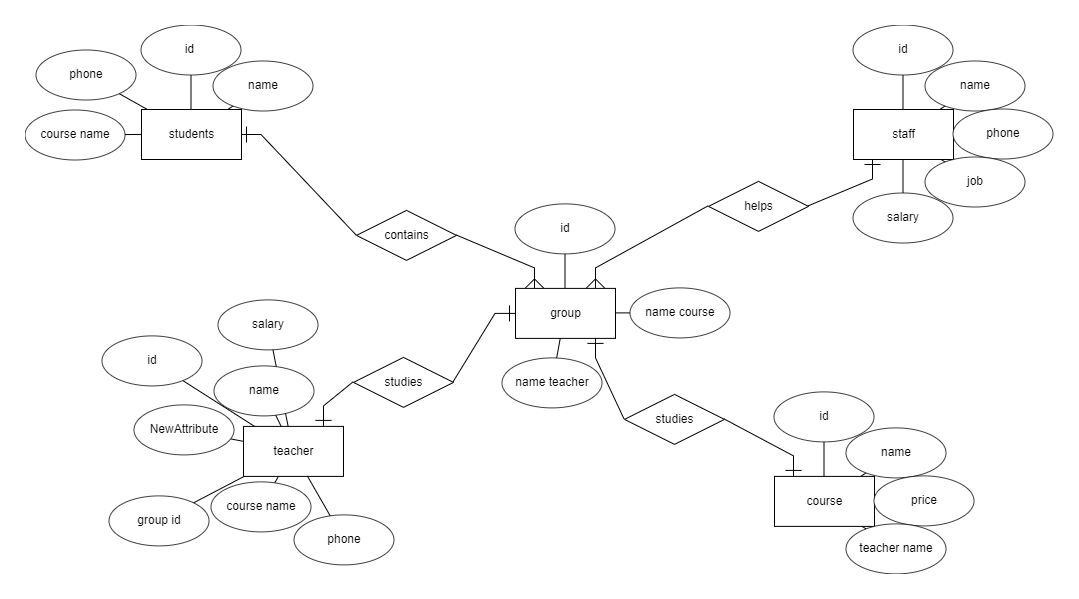 id
phone
name
course name
students
contains
id
name
phone
staff
job
salary
helps
id
group
name course
name teacher
studies
studies
salary
id
name
NewAttribute
teacher
group id
course name
phone
id
name
course
price
teacher name